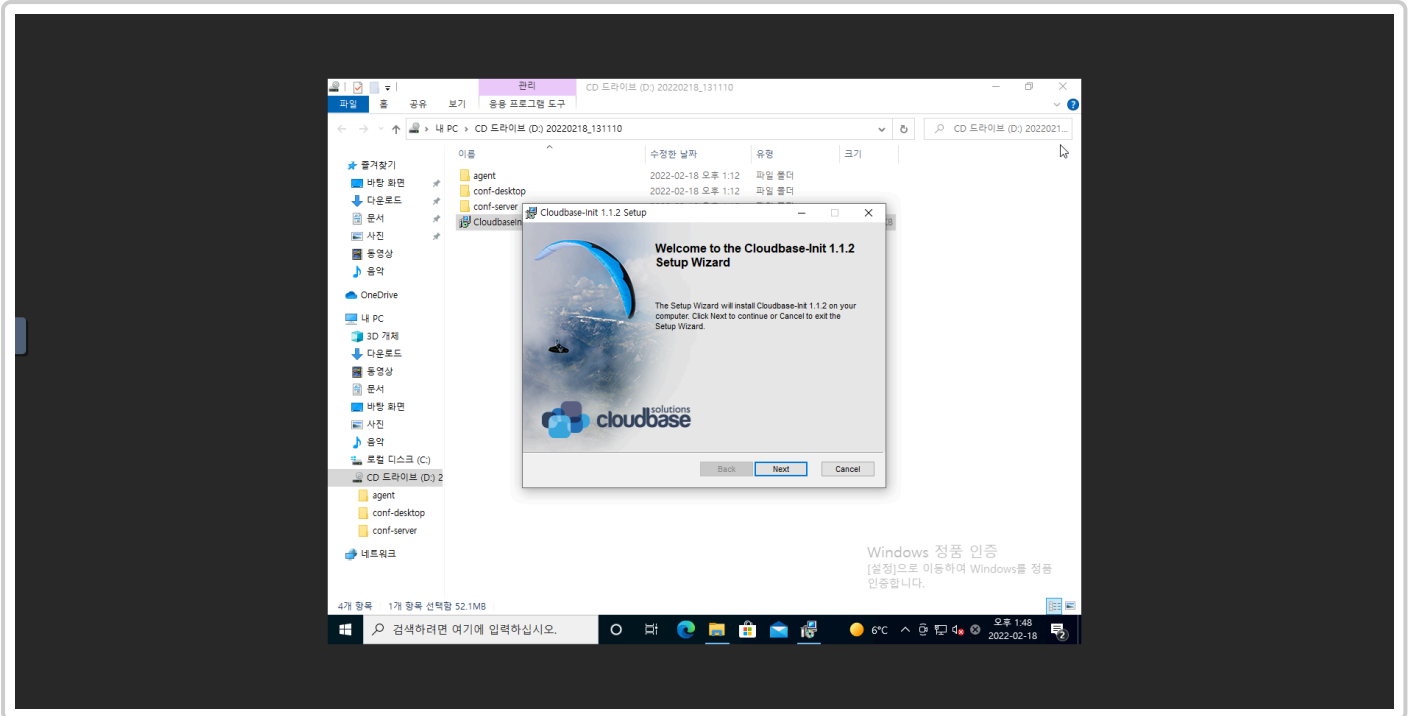 관리
CD 드라이브 (D:) 20220218_131110
파일
홈
공유
보기
응용 프로그램 도구
내 PC > CD 드라이브 (D:) 20220218_131110
CD 드라이브 (D:) 2022021...
이름
수정한 날짜
유형
크기
agent
2022-02-18 오후 1:12
파일 폴더
conf-desktop
2022-02-18 오후 1:12
파일 폴더
conf-server
CloudbaseIn
즐겨찾기
바탕 화면
다운로드
문서
사진
동영상
음악
OneDrive
내 PC
3D 개체
다운로드
동영상
문서
바탕 화면
사진
음악
로컬 디스크 (C:)
CD 드라이브 (D:) 2
agent
conf-desktop
conf-server
네트워크
Cloudbase-Init 1.1.2 Setup
Welcome to the Cloudbase-Init 1.1.2
Setup Wizard
The Setup Wizard will install Cloudbase-Init 1.1.2 on your
computer. Click Next to continue or Cancel to exit the
Setup Wizard.
solutions
cloudbase
Back
Next
Cancel
Windows 정품 인증
[설정]으로 이동하여 Windows를 정품
인증합니다.
4개 항목
1개 항목 선택함 52.1MB
검색하려면 여기에 입력하십시오.
6°C
오후 1:48
2022-02-18
2